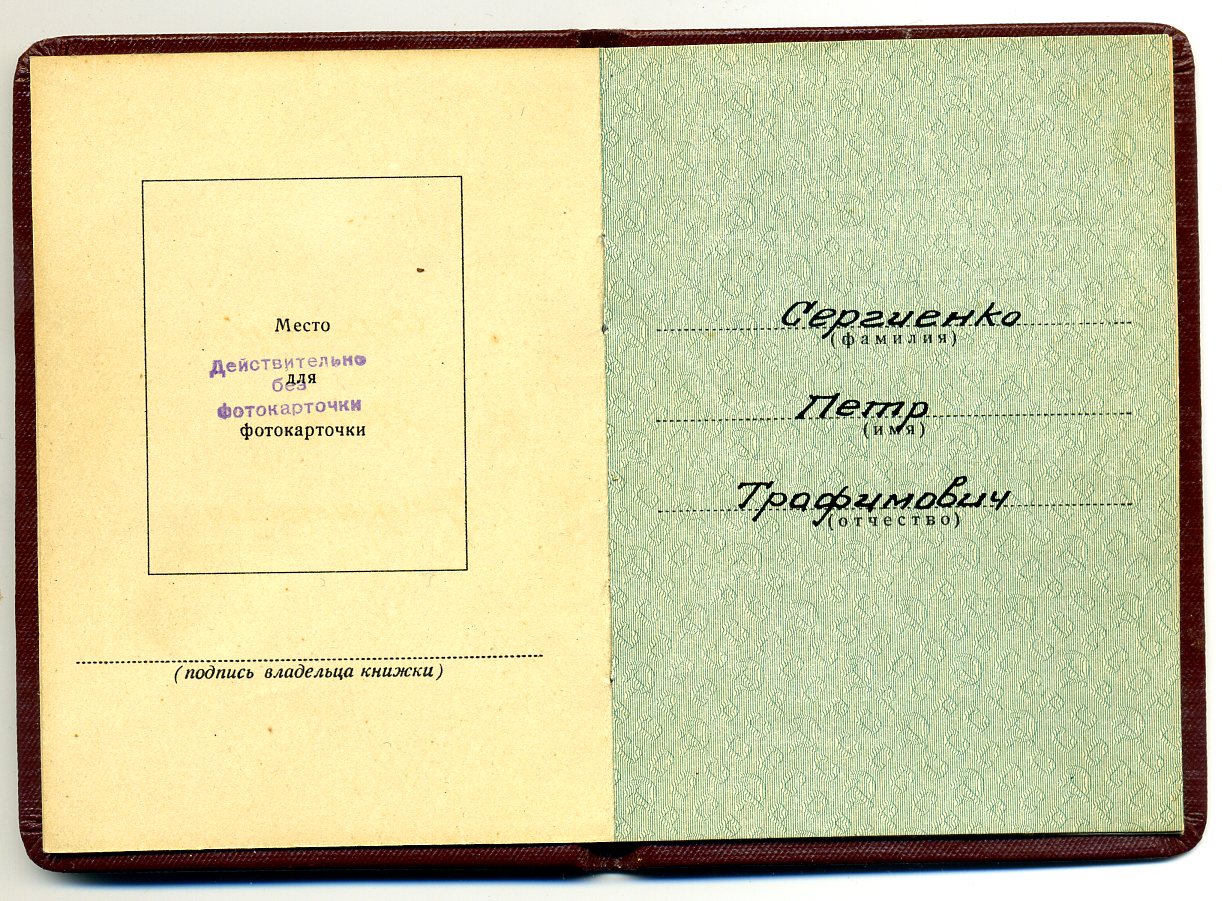 Место
Действительно
для
без
фотокарточки
фотокарточки
(подпись владельца книжки)
Сергиенко
(фамилия)
Петр
(имя)
Трафимович
(отчество)